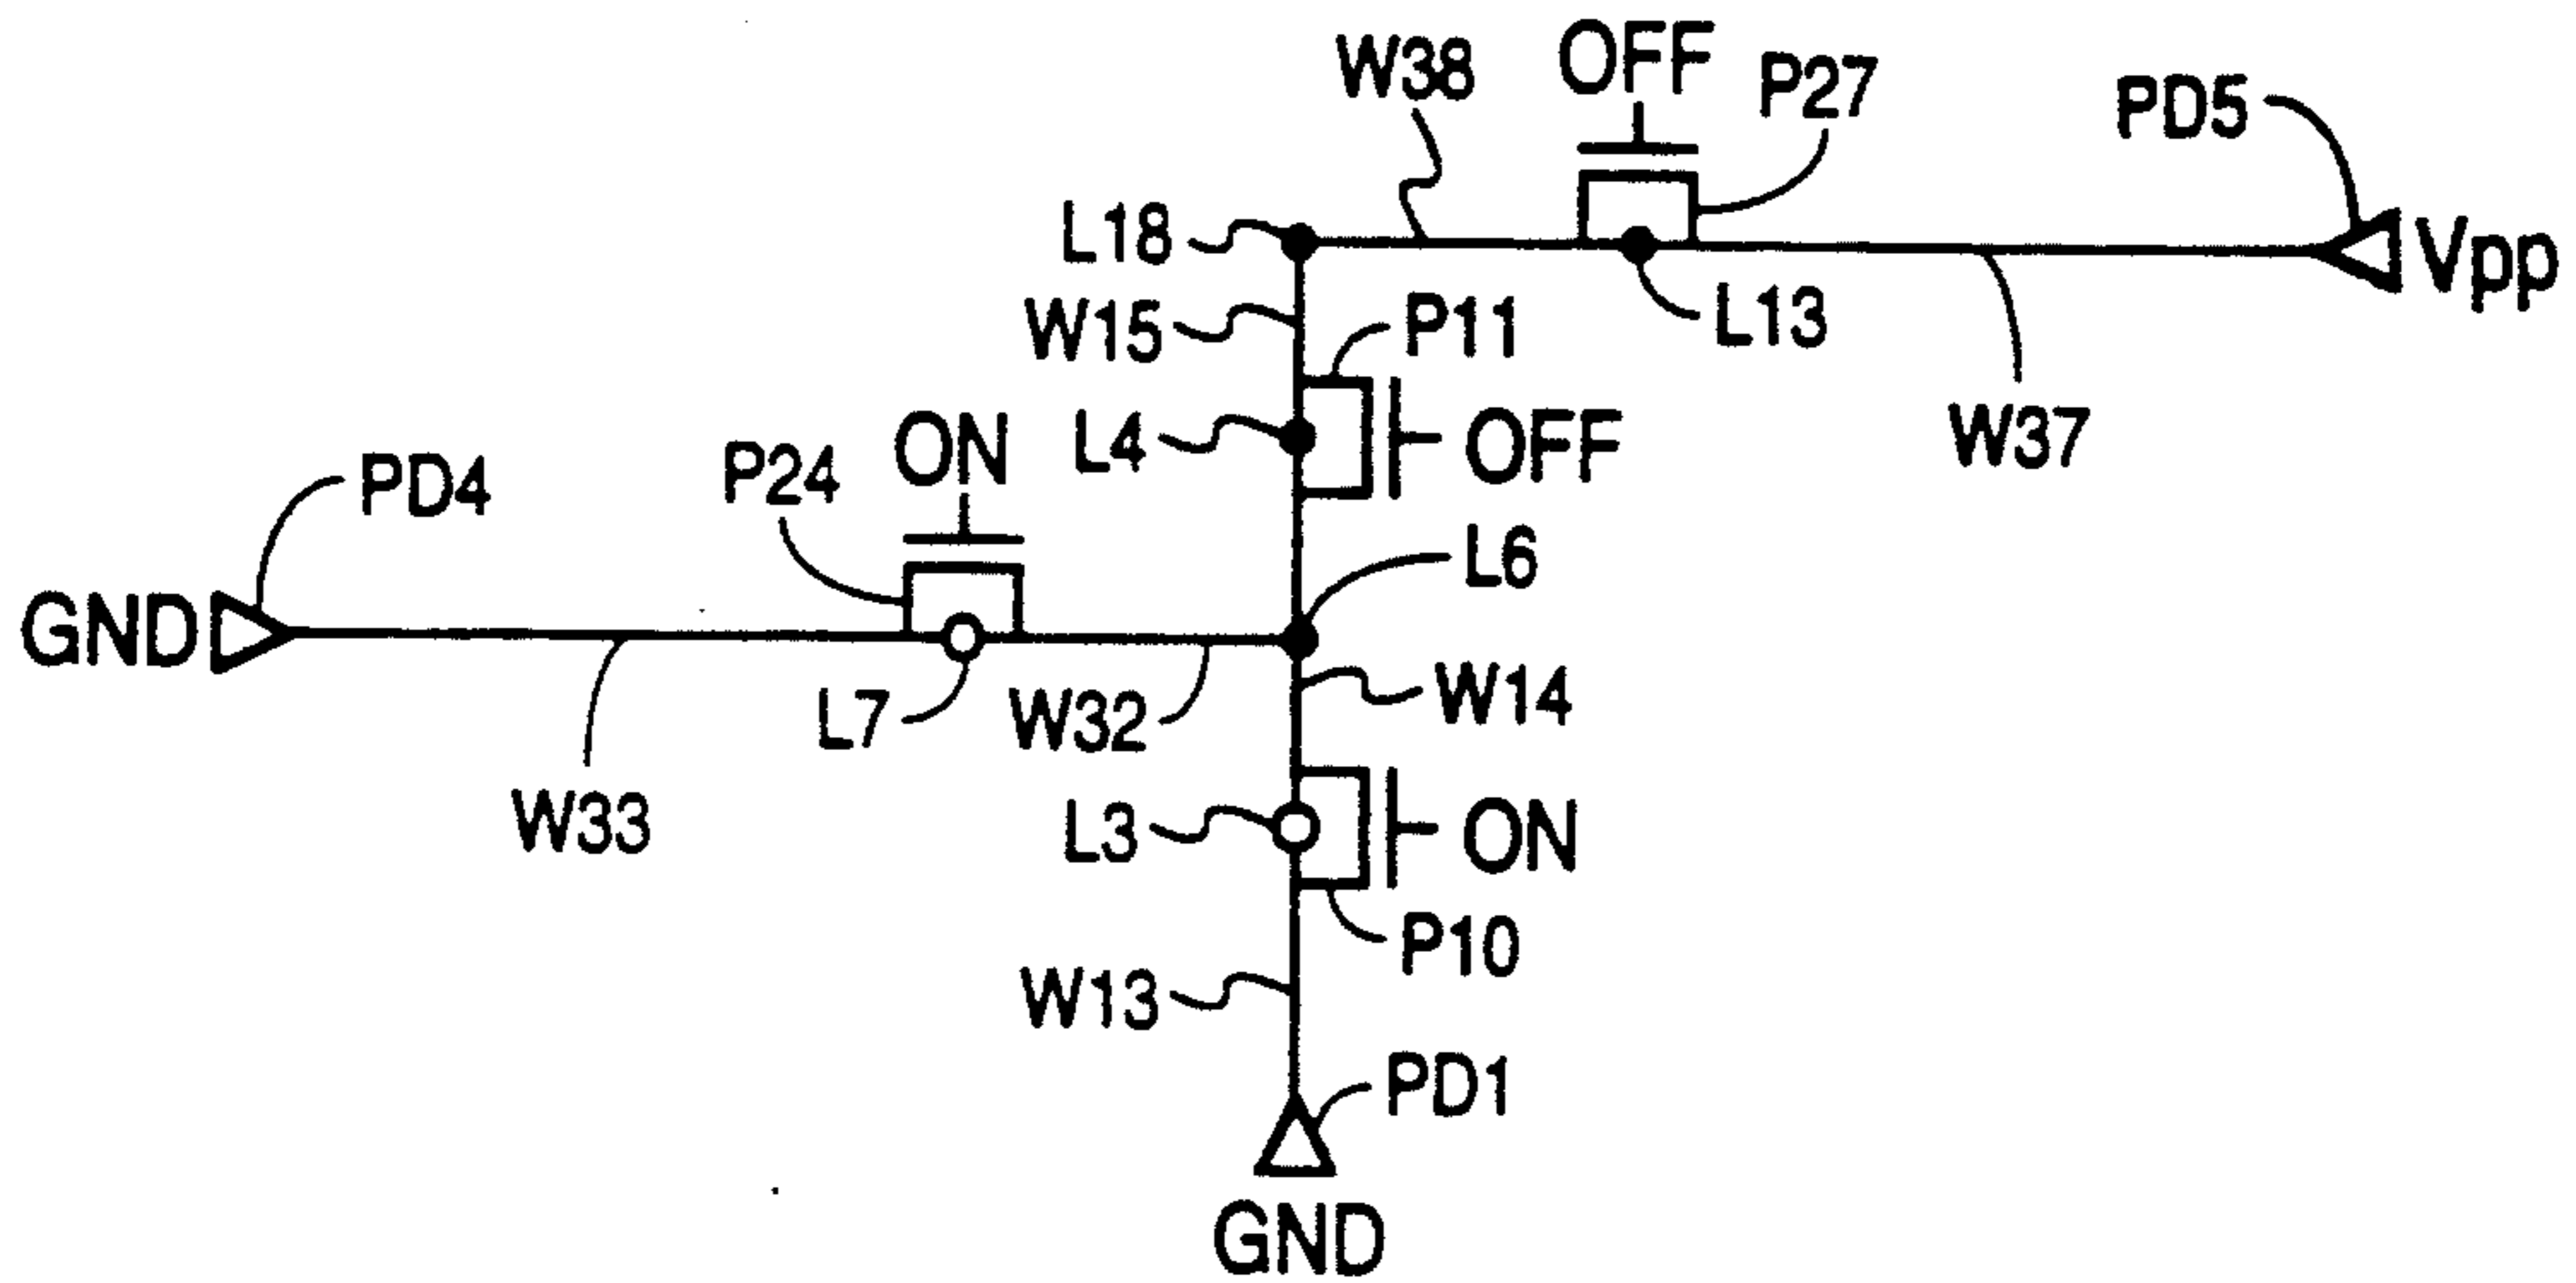 OFF
W38
P27
PD5
L18
Vpp
W15
P11
L13
ON
L4
OFF
W37
P24
PD4
L6
GND
L7
W32
W14
W33
L3
ON
P10
W13
PD1
GND